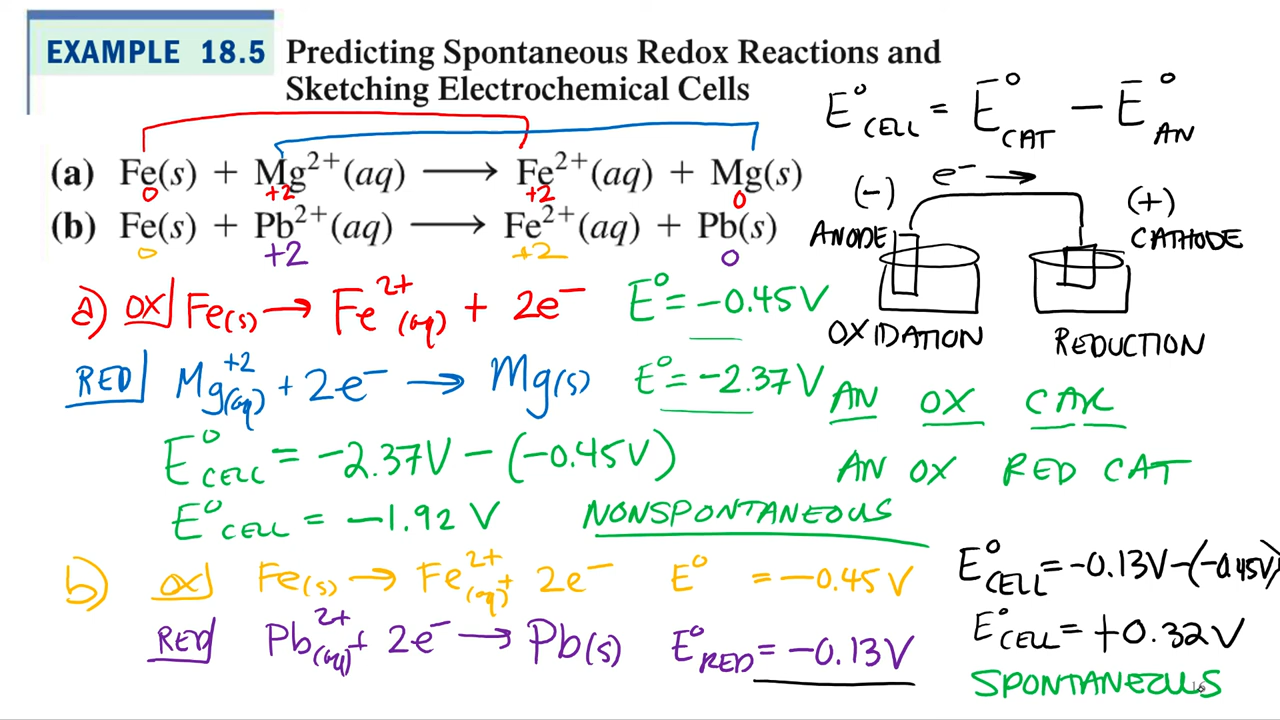 EXAMPLE 18.5 Predicting Spontaneous Redox Reactions and
Sketching Electrochemical Cells
E°CELL = E°CAT − E°AN
(a) Fe(s) + Mg²⁺(aq) ⟶ Fe²⁺(aq) + Mg(s)
0 +2 +2 0
(b) Fe(s) + Pb²⁺(aq) ⟶ Fe²⁺(aq) + Pb(s)
0 +2 +2 0
e⁻ →
(−) (+)
ANODE CATHODE
OXIDATION REDUCTION
a) OX Fe(s) → Fe²⁺(aq) + 2e⁻ E° = −0.45V
RED Mg⁺²(aq) + 2e⁻ → Mg(s) E° = −2.37V
AN OX CAR
E°CELL = −2.37V − (−0.45V)
AN OX RED CAT
E°CELL = −1.92 V NONSPONTANEOUS
b) OX Fe(s) → Fe²⁺(aq) + 2e⁻ E° = −0.45V
RED Pb²⁺(aq) + 2e⁻ → Pb(s) E°RED = −0.13V
E°CELL = −0.13V − (−0.45V)
E°CELL = +0.32V
SPONTANEOUS